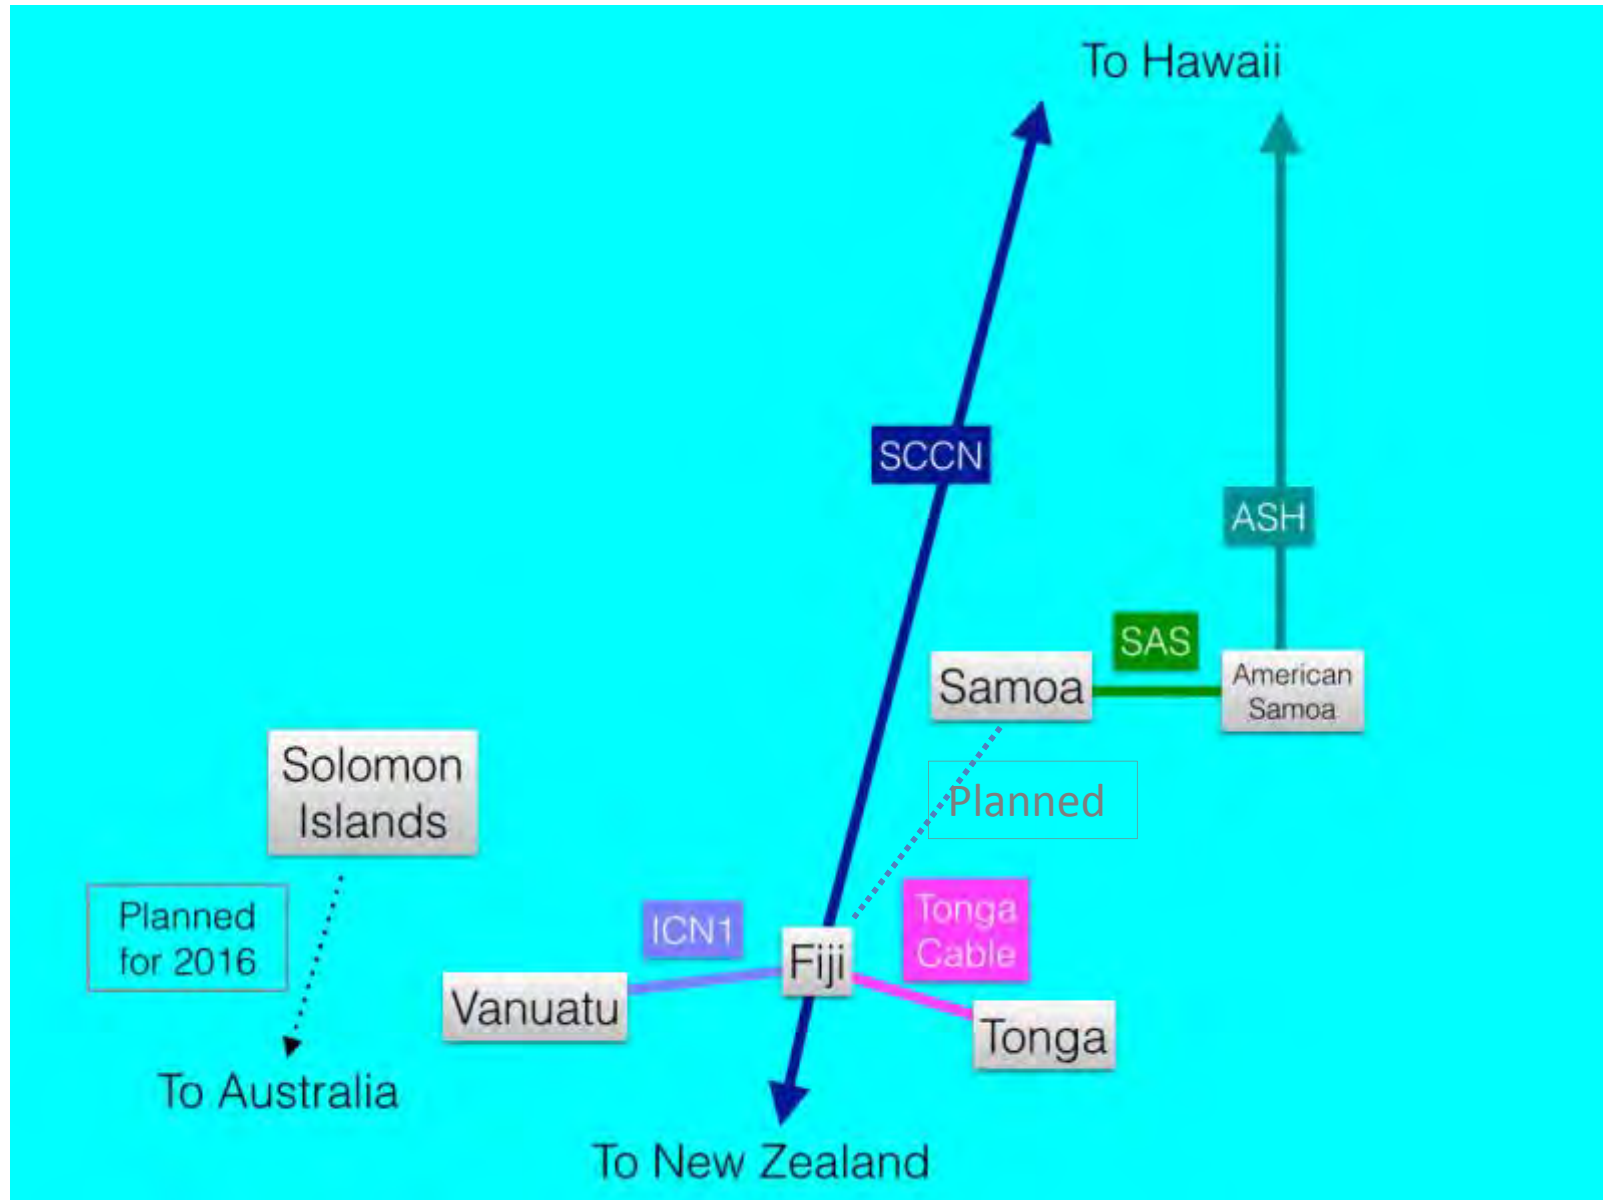 To Hawaii
SCCN
ASH
SAS
Samoa
American
Samoa
Solomon
Islands
Planned
Planned
for 2016
ICN1
Tonga
Cable
Fiji
Vanuatu
Tonga
To Australia
To New Zealand